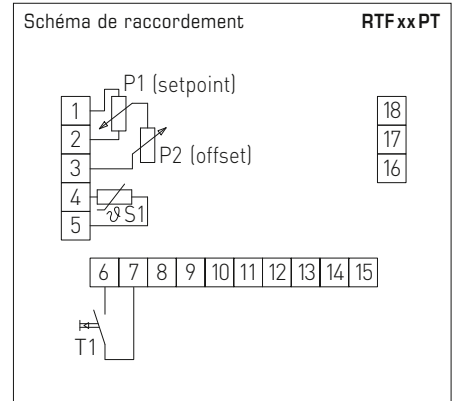 Schéma de raccordement RTF xx PT
P1 (setpoint)
1
18
2
17
P2 (offset)
3
16
4
S1
5
6 7 8 9 10 11 12 13 14 15
T1